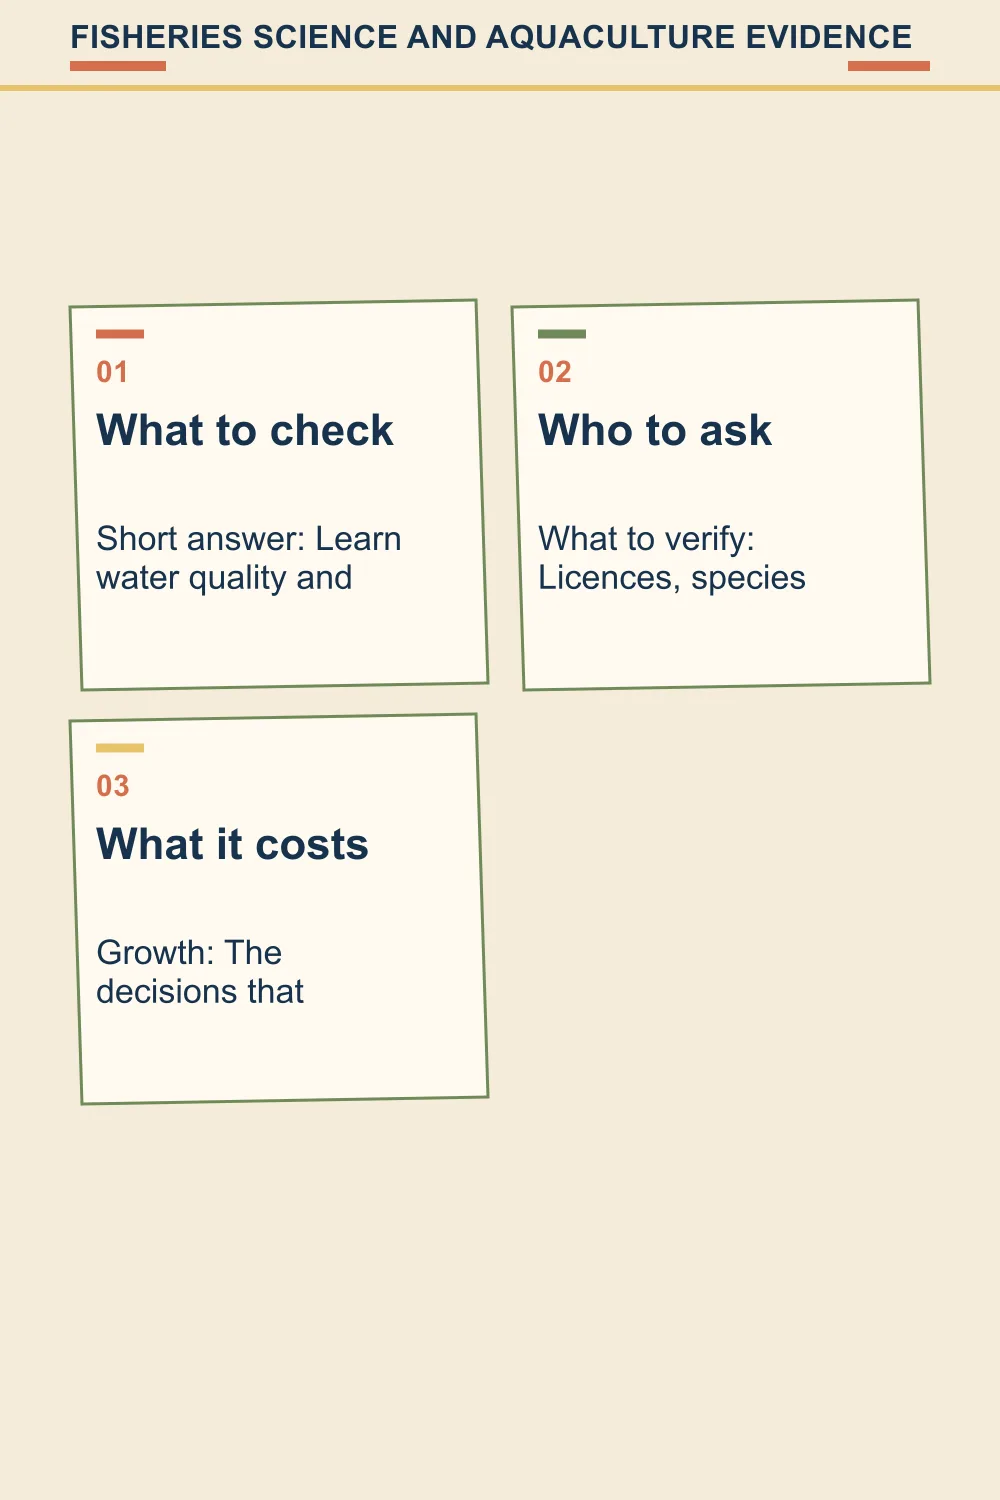 FISHERIES SCIENCE AND AQUACULTURE EVIDENCE
01
What to check
Short answer: Learn
water quality and
02
Who to ask
What to verify:
Licences, species
03
What it costs
Growth: The
decisions that